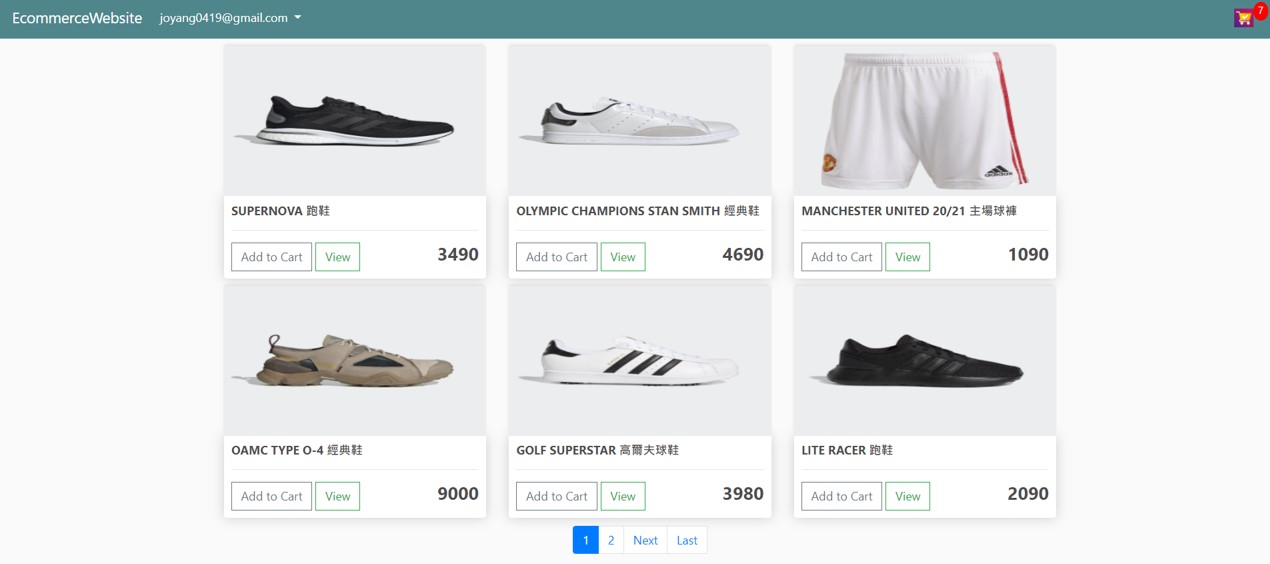 EcommerceWebsite joyang0419@gmail.com 7
adidas
SUPERNOVA 跑鞋 OLYMPIC CHAMPIONS STAN SMITH 經典鞋 MANCHESTER UNITED 20/21 主場球褲
Add to Cart View 3490 Add to Cart View 4690 Add to Cart View 1090
OAMC TYPE O-4 經典鞋 GOLF SUPERSTAR 高爾夫球鞋 LITE RACER 跑鞋
Add to Cart View 9000 Add to Cart View 3980 Add to Cart View 2090
1 2 Next Last